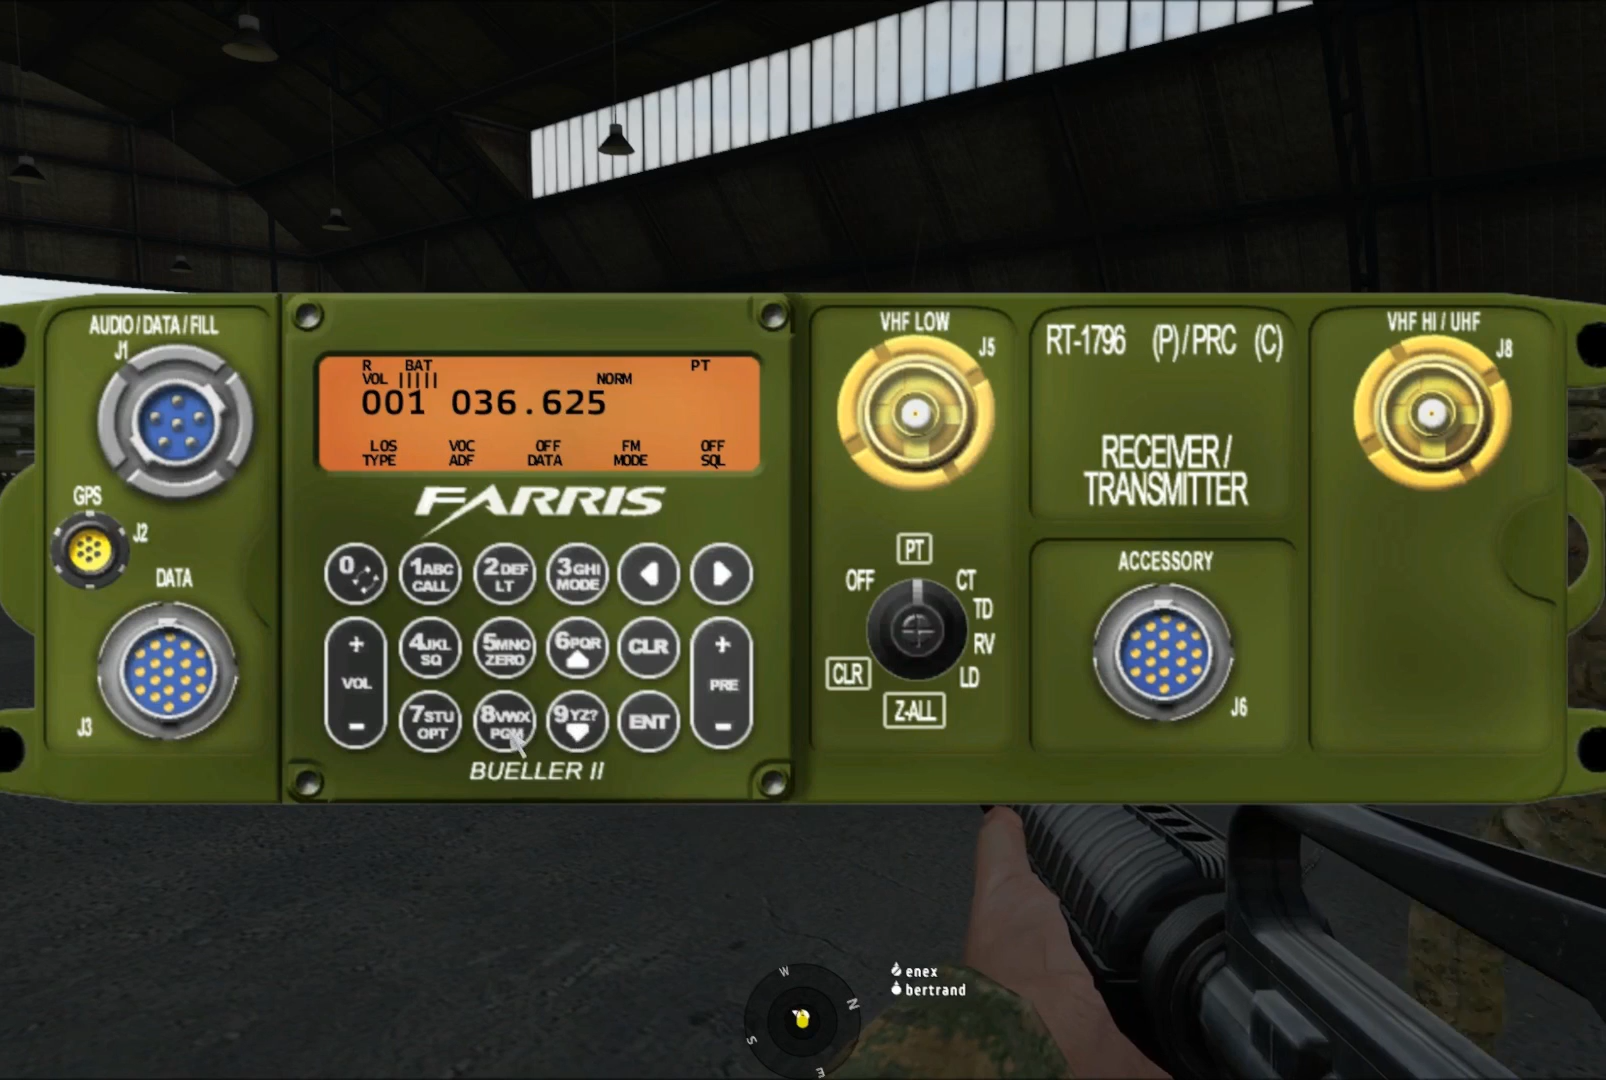 AUDIO / DATA / FILL
J1
GPS
J2
DATA
J3
R BAT PT
VOL ||||| NORM
001 036.625
LOS VOC OFF FM OFF
TYPE ADF DATA MODE SQL
FARRIS
0 1ABC 2DEF 3GHI
CALL LT MODE
+ 4JKL 5MNO 6PQR CLR +
SQ ZERO
VOL PRE
- 7STU 8VWX 9YZ? ENT -
OPT PGM
BUELLER II
VHF LOW
J5
PT
OFF CT
TD
RV
CLR LD
Z-ALL
RT-1796 (P)/PRC (C)
RECEIVER/
TRANSMITTER
ACCESSORY
J6
VHF HI / UHF
J8
enex
bertrand
W
N
S
E